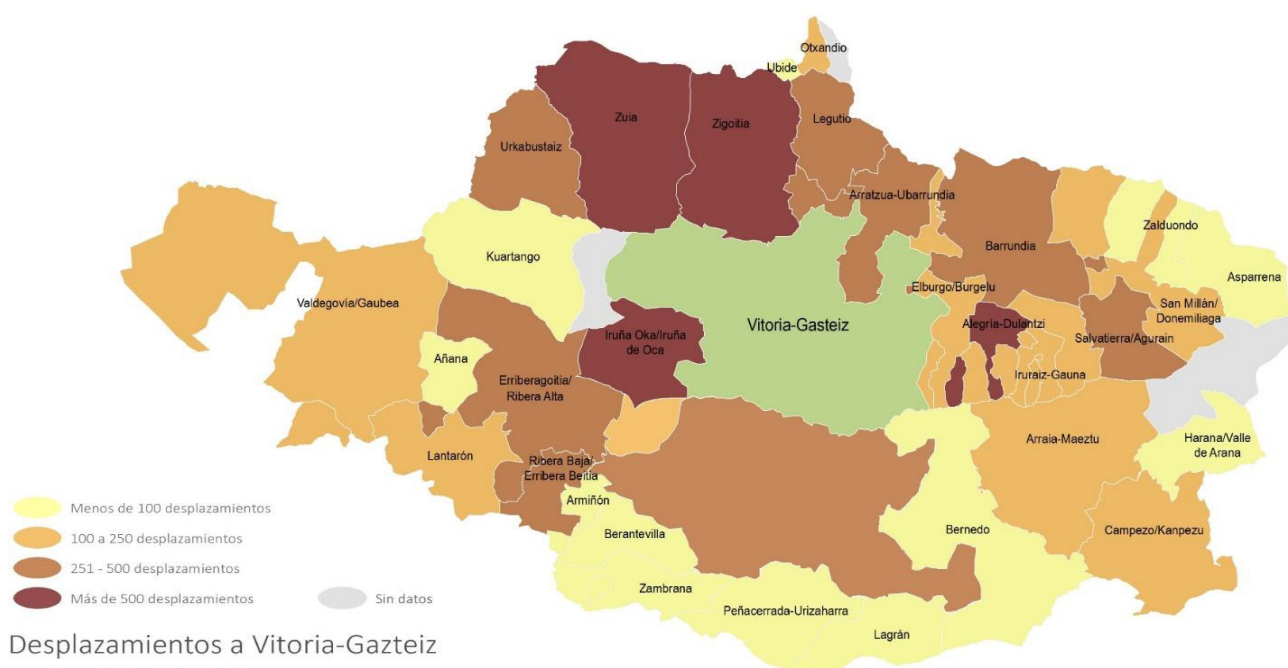 Otxandio
Ubide
Zuia
Zigoitia
Legutio
Urkabustaiz
Arratzua-Ubarrundia
Zalduondo
Barrundia
Kuartango
Asparrena
Elburgo/Burgelu
Valdegovia/Gaubea
San Millán/
Donemiliaga
Vitoria-Gasteiz
Alegría-Dulantzi
Iruña Oka/Iruña
de Oca
Salvatierra/Agurain
Añana
Iruraiz-Gauna
Erriberagoitia/
Ribera Alta
Arraia-Maeztu
Harana/Valle
de Arana
Lantarón
Ribera Baja/
Erribera Beitia
Armiñón
Bernedo
Campezo/Kanpezu
Berantevilla
Zambrana
Peñacerrada-Urizaharra
Lagrán
Menos de 100 desplazamientos
100 a 250 desplazamientos
251 - 500 desplazamientos
Más de 500 desplazamientos
Sin datos
Desplazamientos a Vitoria-Gazteiz